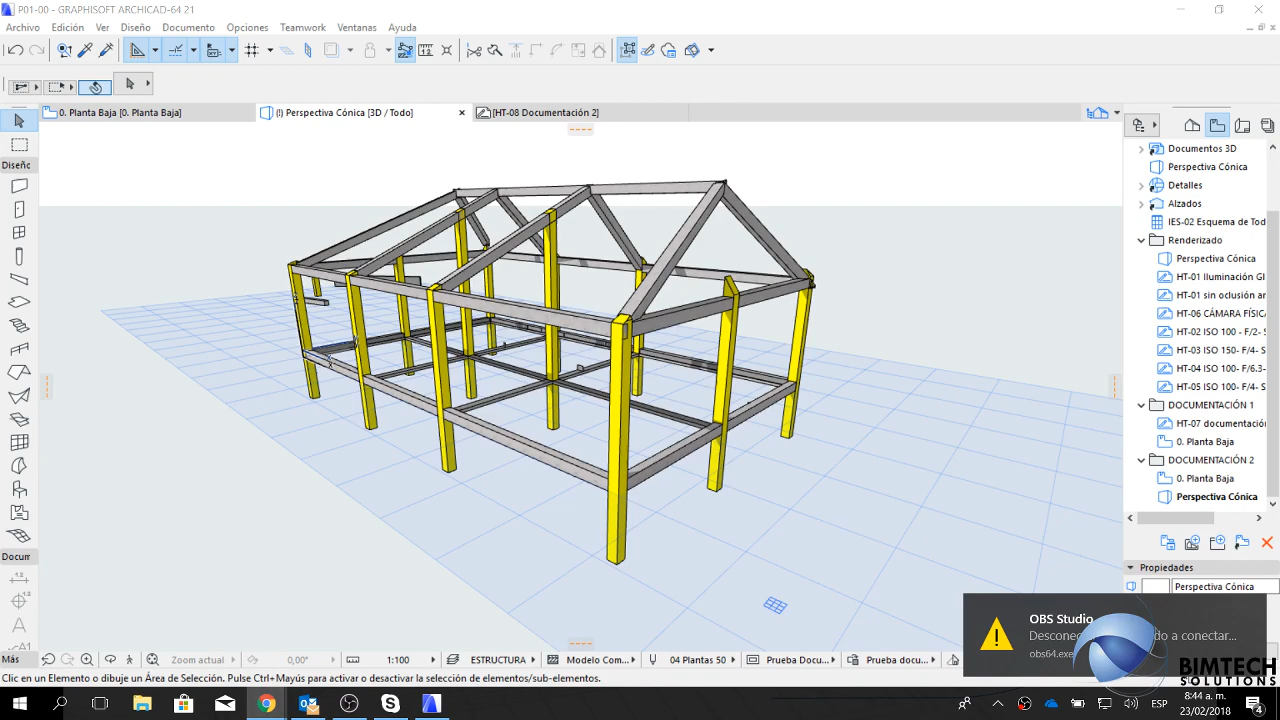 P01-00 - GRAPHISOFT ARCHICAD-64 21
Archivo Edición Ver Diseño Opciones Documento Teamwork Ventanas Ayuda
0. Planta Baja [0. Planta Baja]
(!) Perspectiva Cónica [3D / Todo]
[HT-08 Documentación 2]
Diseñc
Docum
Más
Documentos 3D
Perspectiva Cónica
Detalles
Alzados
IES-02 Esquema de Tod
Renderizado
Perspectiva Cónica
HT-01 Iluminación Gl
HT-01 sin oclusión ar
HT-06 CÁMARA FÍSICA
HT-02 ISO 100- F/2- S
HT-03 ISO 150- F/4- S
HT-04 ISO 100- F/6.3-
HT-05 ISO 100- F/4- S
DOCUMENTACIÓN 1
HT-07 documentació
0. Planta Baja
DOCUMENTACIÓN 2
0. Planta Baja
Perspectiva Cónica
Propiedades
Perspectiva Cónica
OBS Studio
obs64.exe
BIMTECH
SOLUTIONS
Zoom actual 0,00° 1:100 ESTRUCTURA Modelo Com... 04 Plantas 50 Prueba Docu... Prueba docu...
Clic en un Elemento o dibuje un Área de Selección. Pulse Ctrl+Mayús para activar o desactivar la selección de elementos/sub-elementos.
ESP
8:44 a. m.
23/02/2018